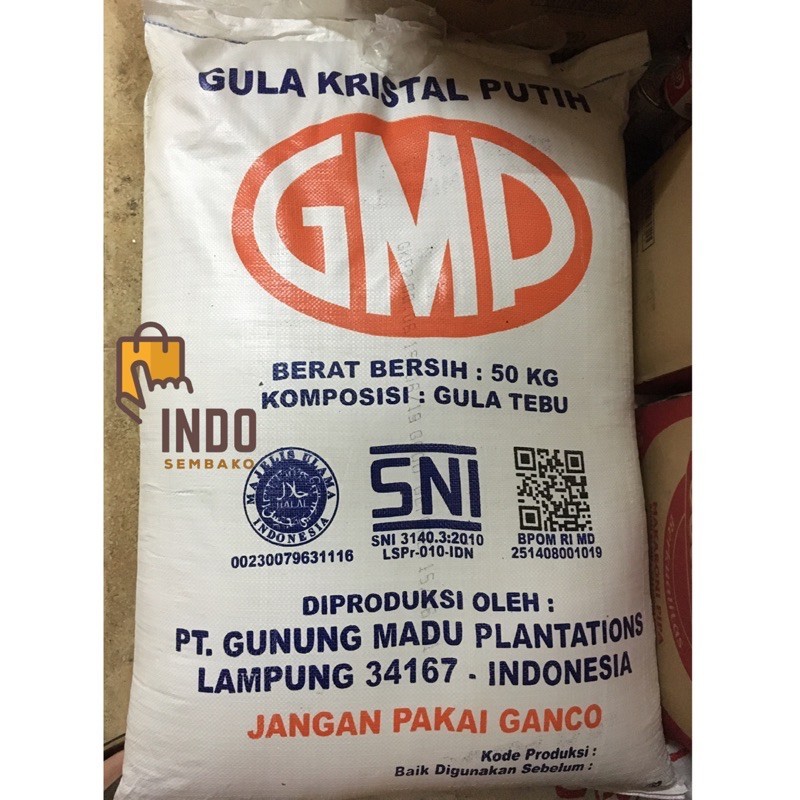 GULA KRISTAL PUTIH
GMP
BERAT BERSIH : 50 KG
KOMPOSISI : GULA TEBU
INDO
SEMBAKO
MAJELIS ULAMA
حلال
HALAL
INDONESIA
00230079631116
SNI
SNI 3140.3:2010
LSPr-010-IDN
BPOM RI MD
251408001019
DIPRODUKSI OLEH :
PT. GUNUNG MADU PLANTATIONS
LAMPUNG 34167 - INDONESIA
JANGAN PAKAI GANCO
Kode Produksi :
Baik Digunakan Sebelum :